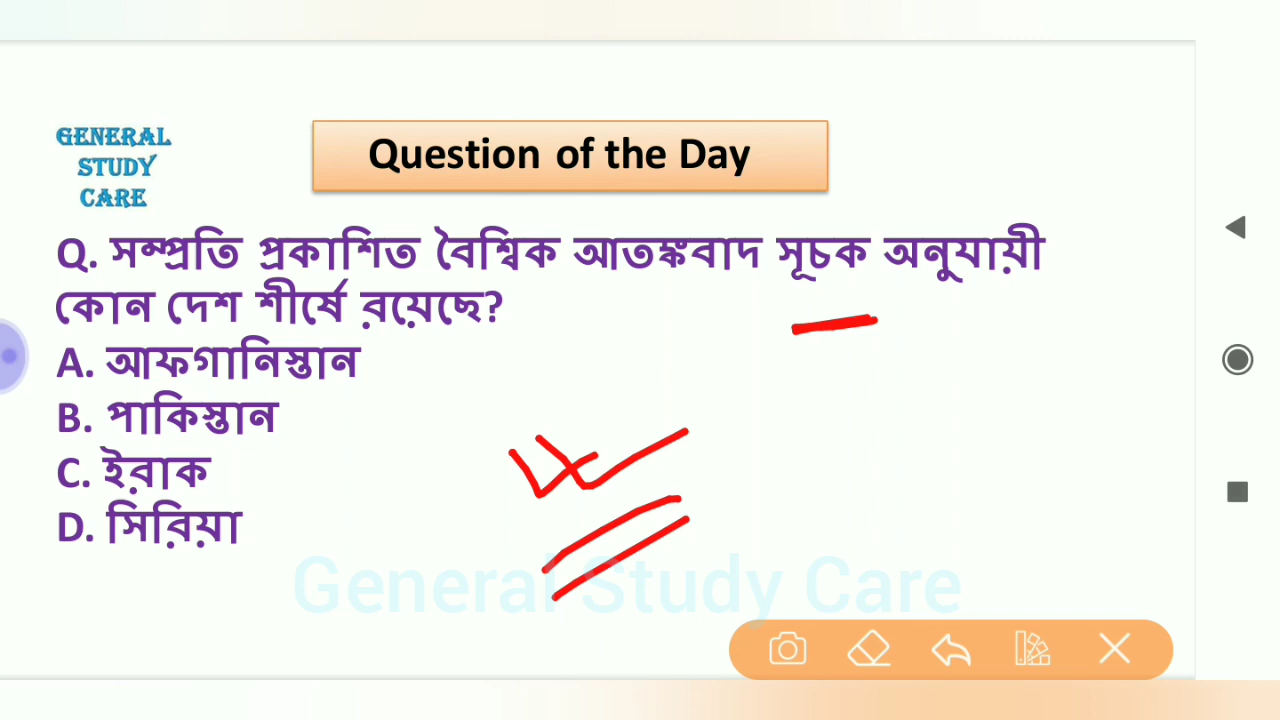 GENERAL
STUDY
CARE
Question of the Day
Q. সম্প্রতি প্রকাশিত বৈশ্বিক আতঙ্কবাদ সূচক অনুযায়ী
কোন দেশ শীর্ষে রয়েছে?
A. আফগানিস্তান
B. পাকিস্তান
C. ইরাক
D. সিরিয়া
General Study Care